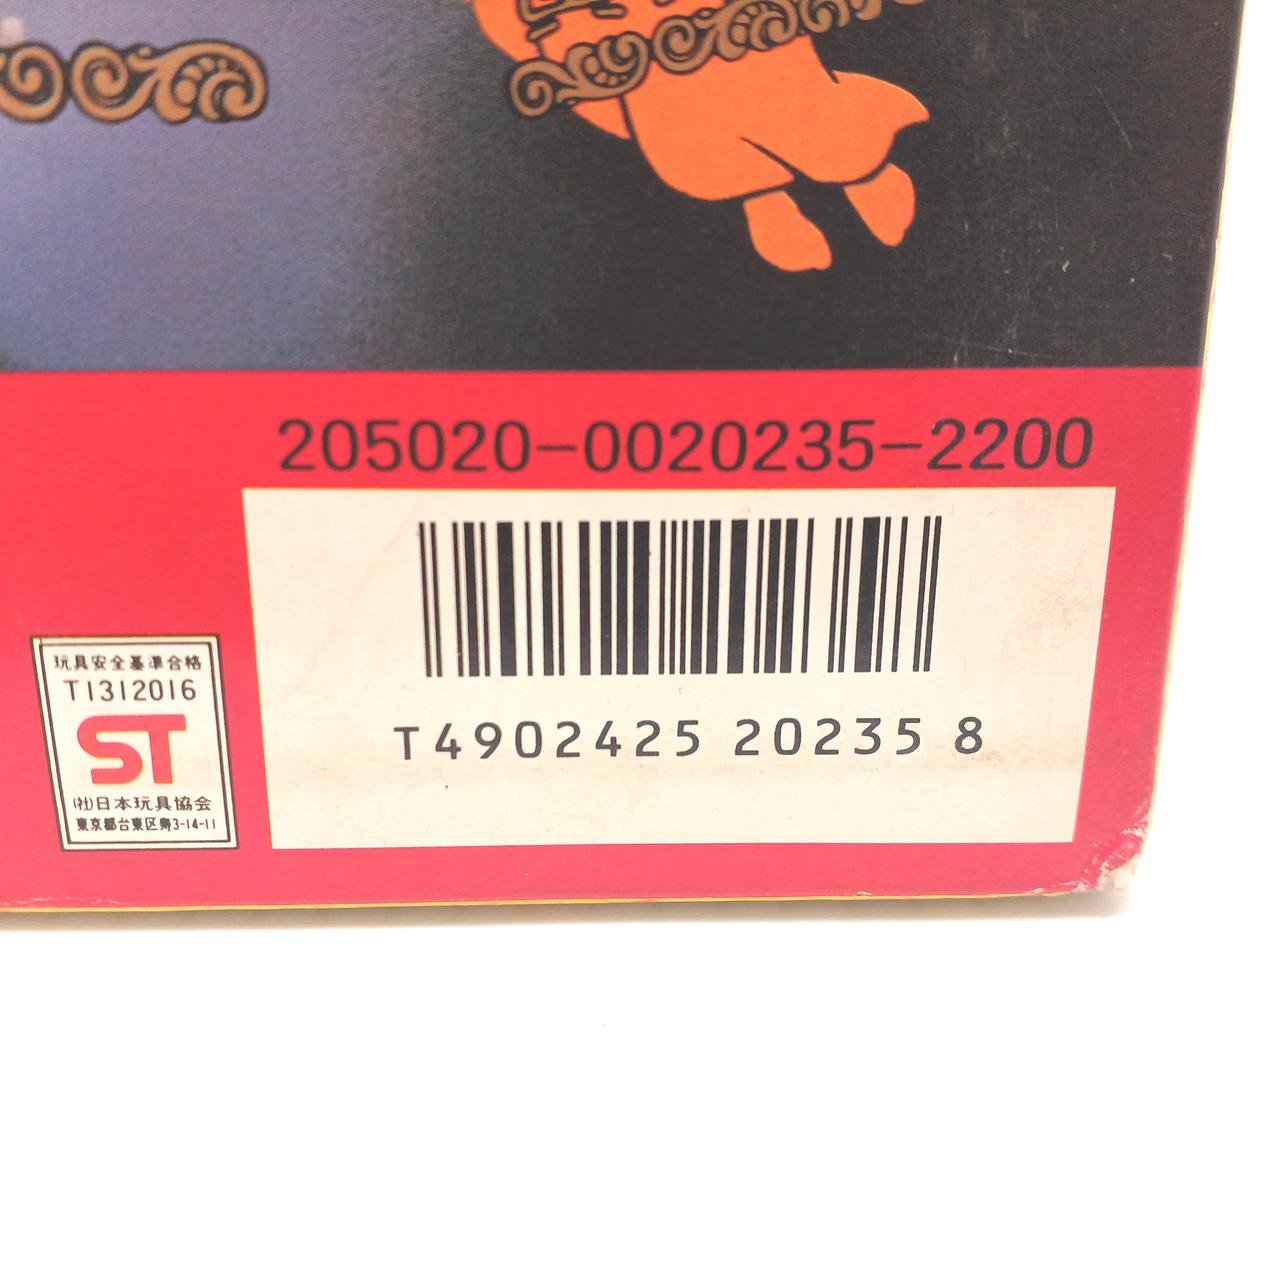 205020-0020235-2200
T4902425 20235 8
玩具安全基準合格
T1312016
ST
(社)日本玩具協会
東京都台東区寿3-14-11